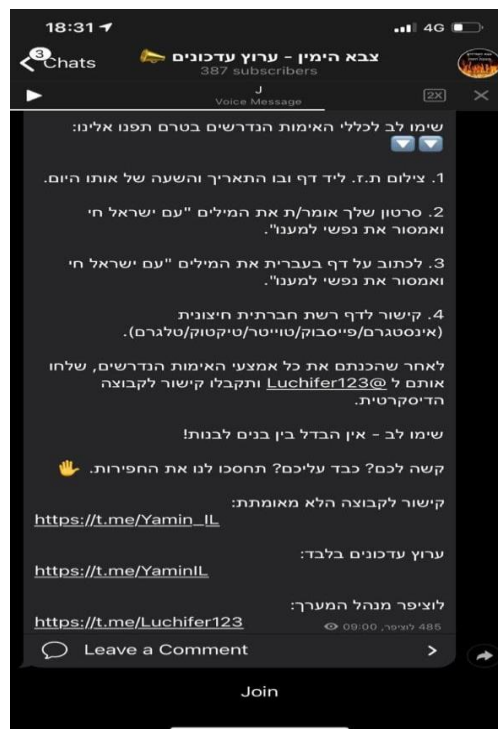 18:31
4G
3
Chats
צבא הימין - ערוץ עדכונים
387 subscribers
J
Voice Message
2X
שימו לב לכללי האימות הנדרשים בטרם תפנו אלינו:
1. צילום ת.ז. ליד דף ובו התאריך והשעה של אותו היום.
2. סרטון שלך אומר/ת את המילים "עם ישראל חי
ואמסור את נפשי למענו".
3. לכתוב על דף בעברית את המילים "עם ישראל חי
ואמסור את נפשי למענו".
4. קישור לדף רשת חברתית חיצונית
(אינסטגרם/פייסבוק/טוייטר/טיקטוק/טלגרם).
לאחר שהכנתם את כל אמצעי האימות הנדרשים, שלחו
אותם ל @Luchifer123 ותקבלו קישור לקבוצה
הדיסקרטית.
שימו לב - אין הבדל בין בנים לבנות!
קשה לכם? כבד עליכם? תחסכו לנו את החפירות. 🤚
קישור לקבוצה הלא מאומתת:
https://t.me/Yamin_IL
ערוץ עדכונים בלבד:
https://t.me/YaminIL
לוציפר מנהל המערך:
https://t.me/Luchifer123
485 לוציפר, 09:00
Leave a Comment
Join